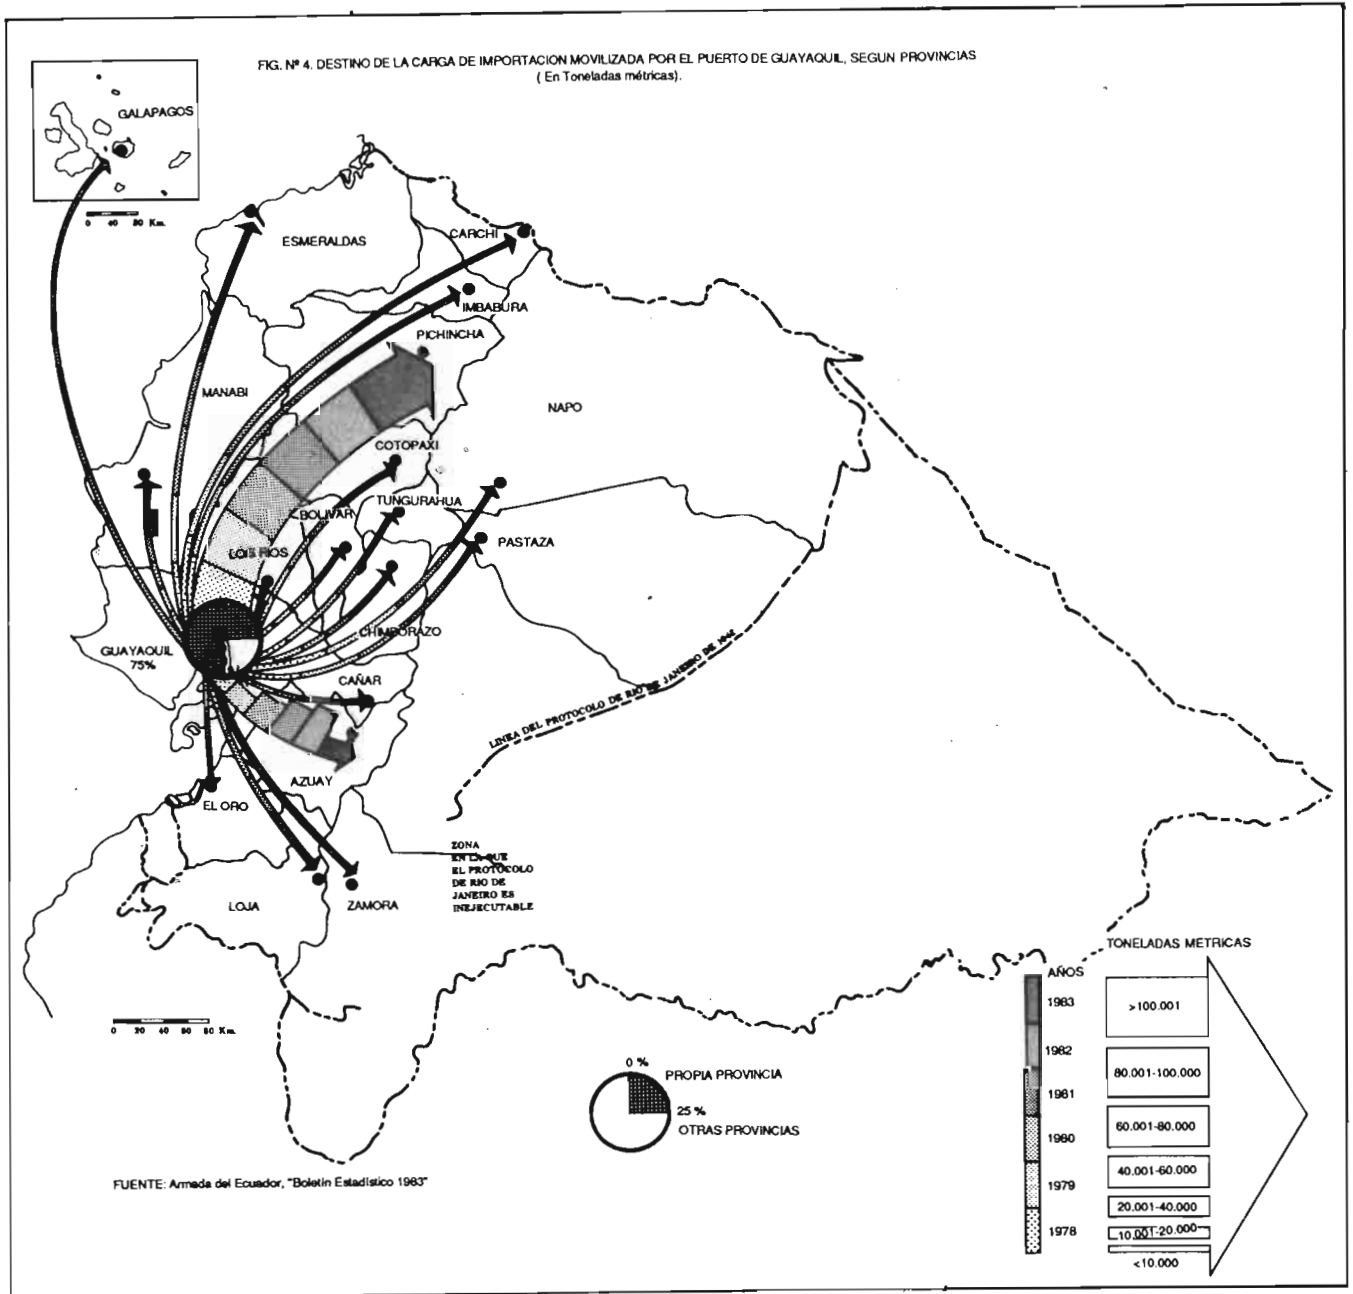 FIG. Nº 4. DESTINO DE LA CARGA DE IMPORTACION MOVILIZADA POR EL PUERTO DE GUAYAQUIL, SEGUN PROVINCIAS
( En Toneladas métricas).
GALAPAGOS
0 40 80 Km.
ESMERALDAS
CARCHI
IMBABURA
PICHINCHA
MANABI
NAPO
COTOPAXI
TUNGURAHUA
BOLIVAR
LOS RIOS
PASTAZA
CHIMBORAZO
GUAYAQUIL
75%
CAÑAR
LINEA DEL PROTOCOLO DE RIO DE JANEIRO DE 1942
AZUAY
EL ORO
ZONA
EN LA QUE
EL PROTOCOLO
DE RIO DE
JANEIRO ES
INEJECUTABLE
LOJA
ZAMORA
0 20 40 60 80 Km.
TONELADAS METRICAS
AÑOS
1983
1982
1981
1980
1979
1978
>100.001
80.001-100.000
60.001-80.000
40.001-60.000
20.001-40.000
10.001-20.000
<10.000
0 %
PROPIA PROVINCIA
25 %
OTRAS PROVINCIAS
FUENTE: Armada del Ecuador, "Boletín Estadístico 1983"